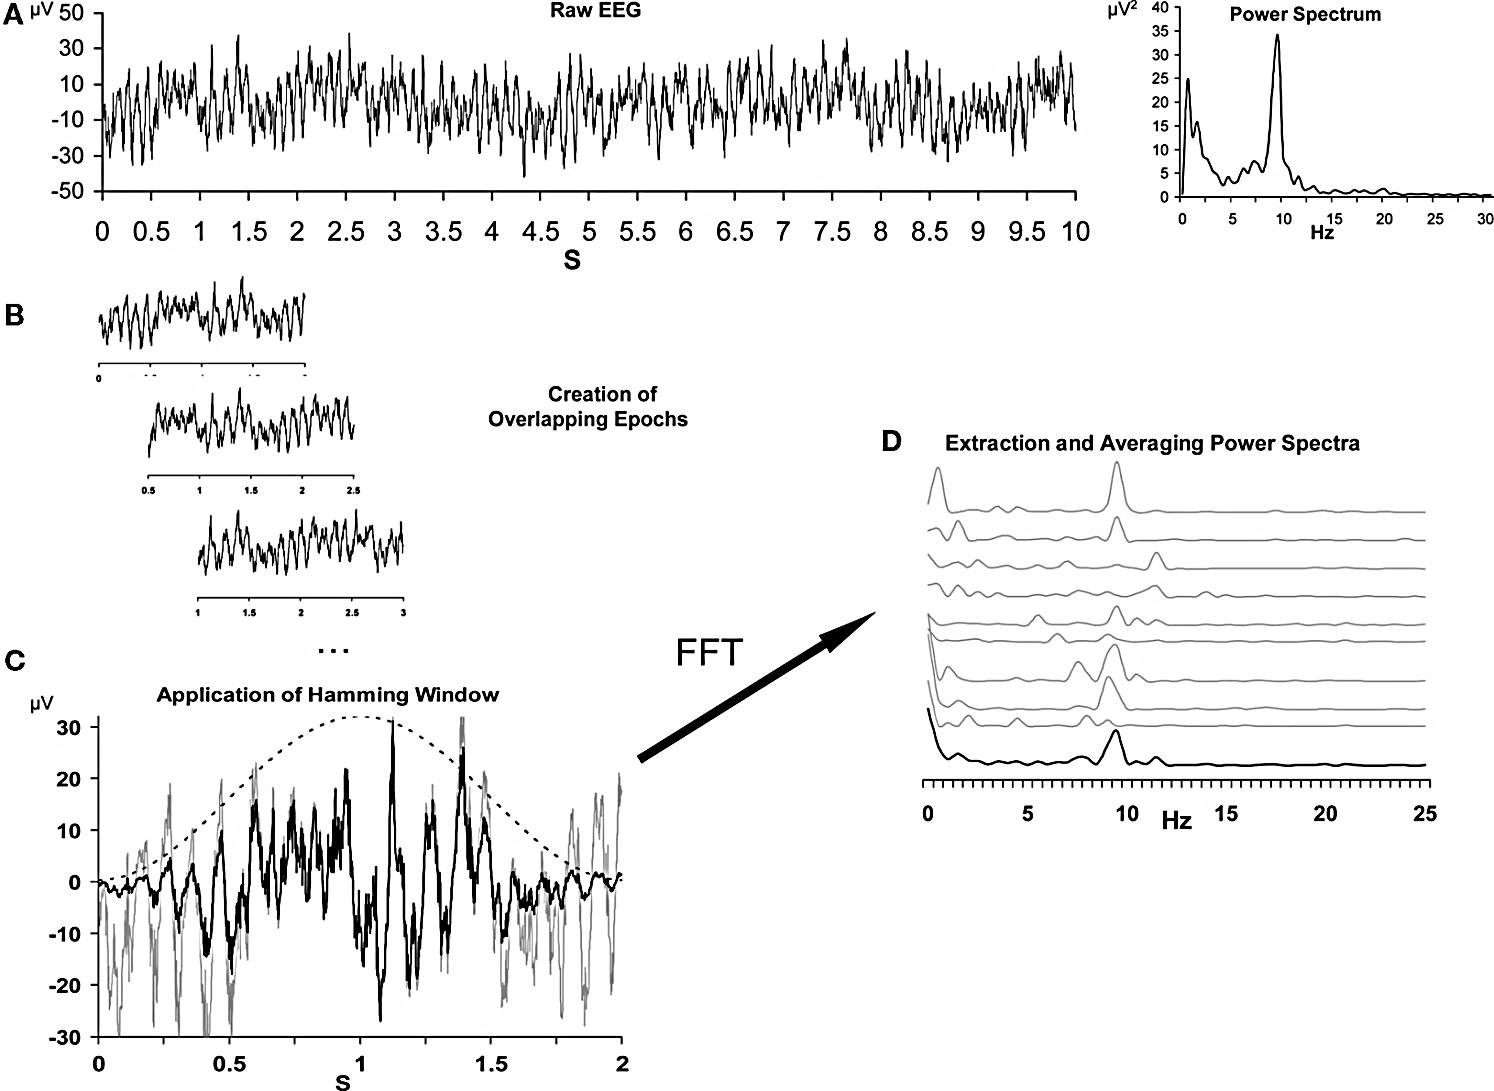 A
µV
Raw EEG
50
30
10
-10
-30
-50
0 0.5 1 1.5 2 2.5 3 3.5 4 4.5 5 5.5 6 6.5 7 7.5 8 8.5 9 9.5 10
S
µV²
Power Spectrum
40
35
30
25
20
15
10
5
0
0 5 10 15 20 25 30
Hz
B
0
0.5 1 1.5 2 2.5
1 1.5 2 2.5 3
...
Creation of
Overlapping Epochs
C
Application of Hamming Window
µV
30
20
10
0
-10
-20
-30
0 0.5 1 1.5 2
S
FFT
D
Extraction and Averaging Power Spectra
0 5 10 15 20 25
Hz